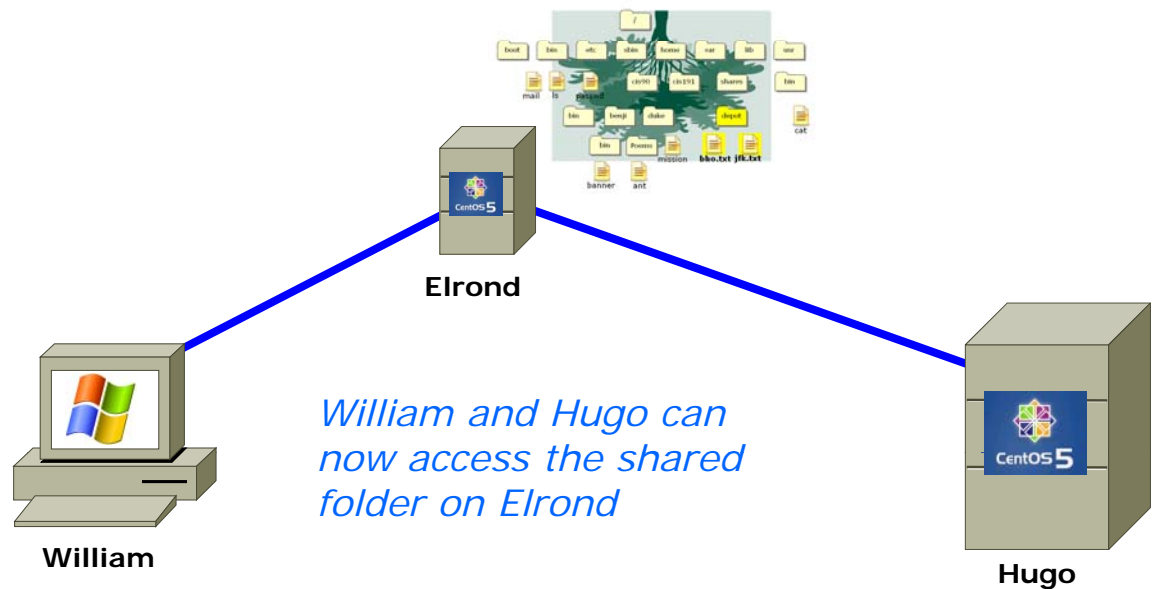 /
boot bin etc sbin home var lib usr
cis90 cis191 shares bin
mail ls passwd
bin benji duke depot
cat
bin Poems mission bko.txt jfk.txt
banner ant
CentOS 5
Elrond
William and Hugo can
now access the shared
folder on Elrond
CentOS 5
William
Hugo